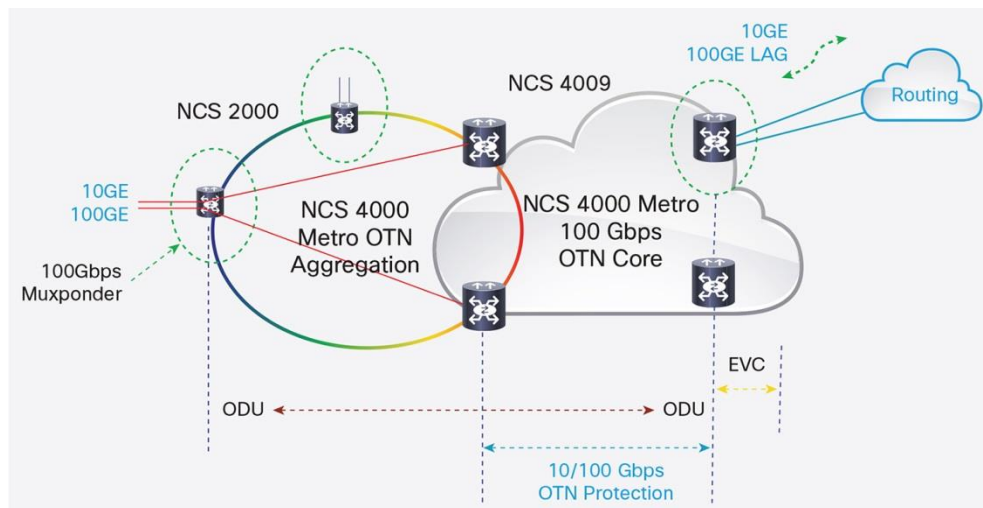 10GE
100GE LAG
NCS 4009
Routing
NCS 2000
10GE
100GE
NCS 4000
Metro OTN
Aggregation
NCS 4000 Metro
100 Gbps
OTN Core
100Gbps
Muxponder
EVC
ODU
ODU
10/100 Gbps
OTN Protection